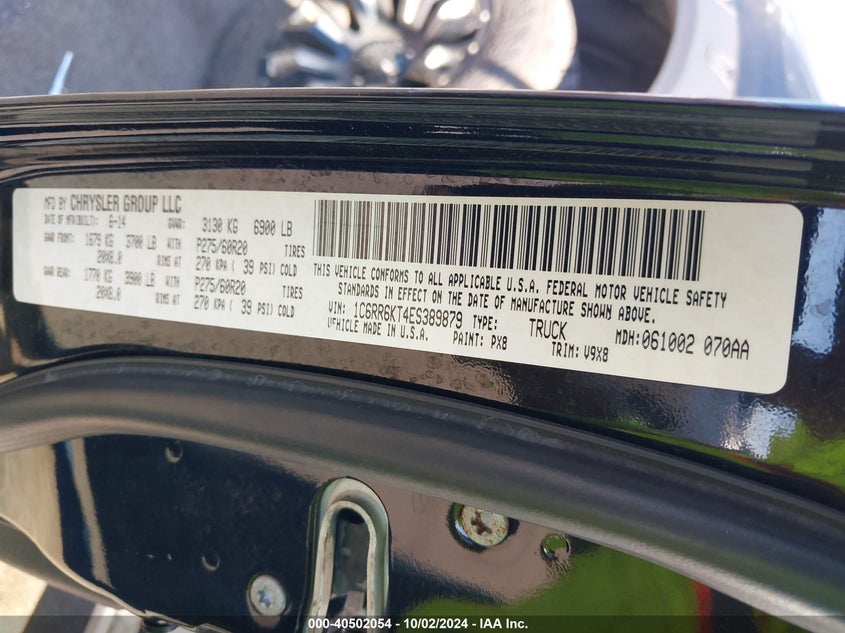 MFD BY CHRYSLER GROUP LLC
DATE OF MFR(BUILT): 6-14 GVWR: 3130 KG 6900 LB
GAWR FRONT: 1679 KG 3700 LB WITH P275/60R20 TIRES
20X8.0 RIMS AT 270 KPA ( 39 PSI) COLD
GAWR REAR: 1770 KG 3900 LB WITH P275/60R20 TIRES
20X8.0 RIMS AT 270 KPA ( 39 PSI) COLD
THIS VEHICLE CONFORMS TO ALL APPLICABLE U.S.A. FEDERAL MOTOR VEHICLE SAFETY
STANDARDS IN EFFECT ON THE DATE OF MANUFACTURE SHOWN ABOVE.
VIN: 1C6RR6KT4ES389879 TYPE: TRUCK MDH:061002 070AA
VEHICLE MADE IN U.S.A. PAINT: PX8 TRIM: V9X8
000-40502054 - 10/02/2024 - IAA Inc.